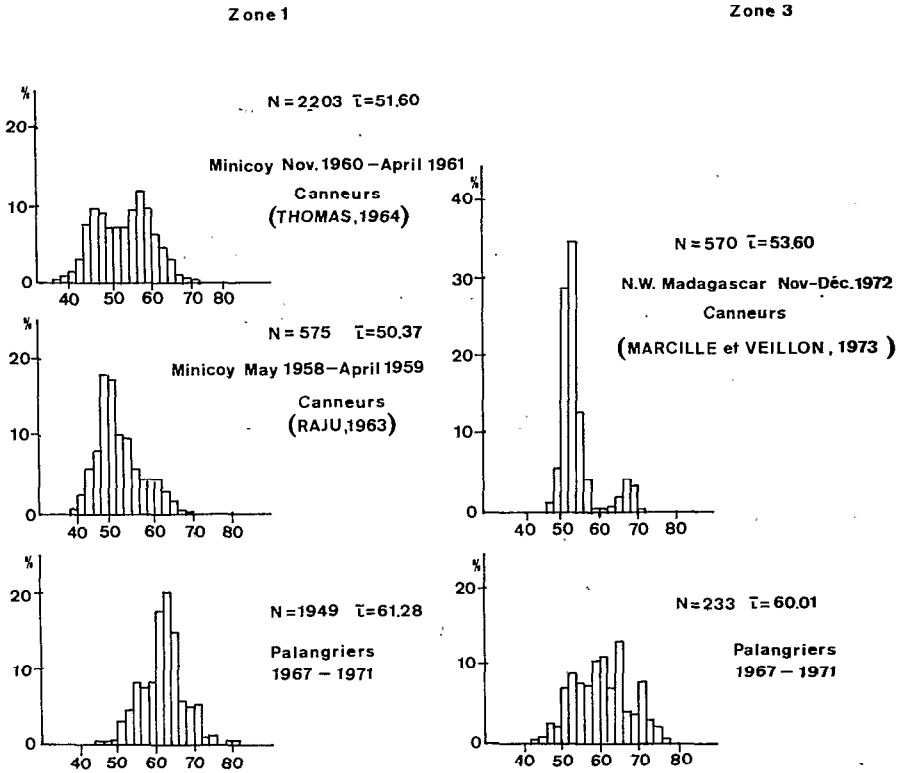 Zone 1
Zone 3
%
20
10
0
40 50 60 70 80
N = 2203 l̄=51.60
Minicoy Nov. 1960 – April 1961
Canneurs
(THOMAS, 1964)
%
20
10
0
40 50 60 70 80
N = 575 l̄=50.37
Minicoy May 1958 – April 1959
Canneurs
(RAJU, 1963)
%
20
10
0
40 50 60 70 80
N = 1949 l̄=61.28
Palangriers
1967 – 1971
%
40
30
20
10
0
40 50 60 70 80
N = 570 l̄=53.60
N.W. Madagascar Nov-Déc. 1972
Canneurs
(MARCILLE et VEILLON, 1973)
%
20
10
0
40 50 60 70 80
N = 233 l̄=60.01
Palangriers
1967 – 1971